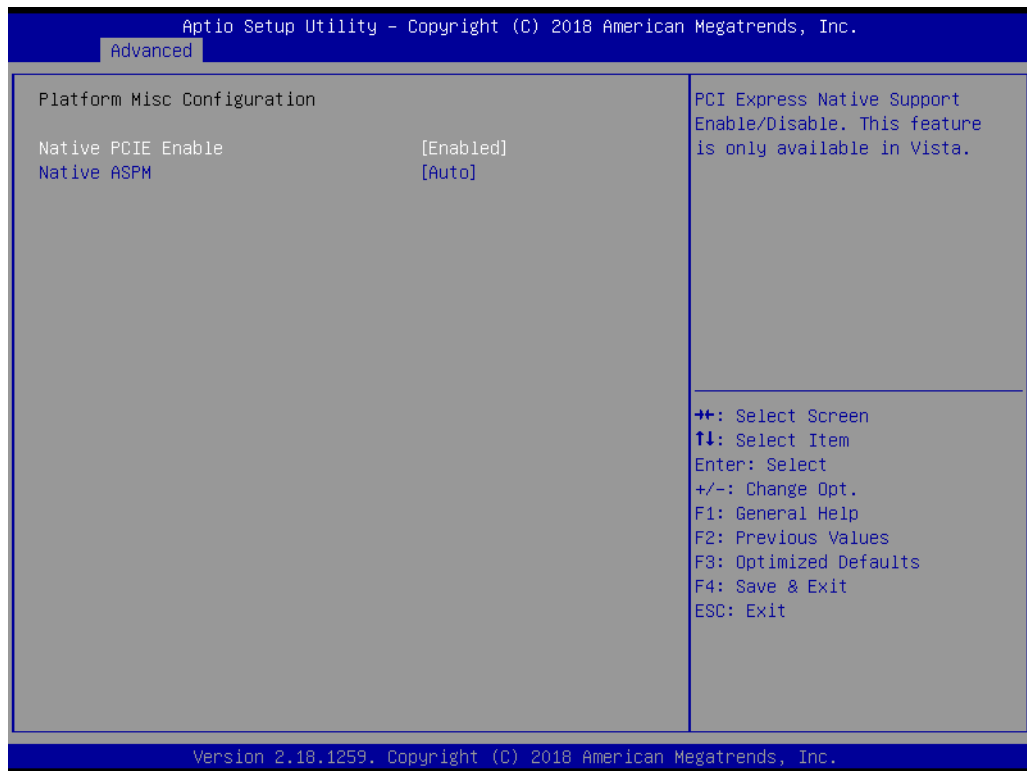 Aptio Setup Utility – Copyright (C) 2018 American Megatrends, Inc.
Advanced
Platform Misc Configuration
Native PCIE Enable [Enabled]
Native ASPM [Auto]
PCI Express Native Support
Enable/Disable. This feature
is only available in Vista.
→←: Select Screen
↑↓: Select Item
Enter: Select
+/-: Change Opt.
F1: General Help
F2: Previous Values
F3: Optimized Defaults
F4: Save & Exit
ESC: Exit
Version 2.18.1259. Copyright (C) 2018 American Megatrends, Inc.